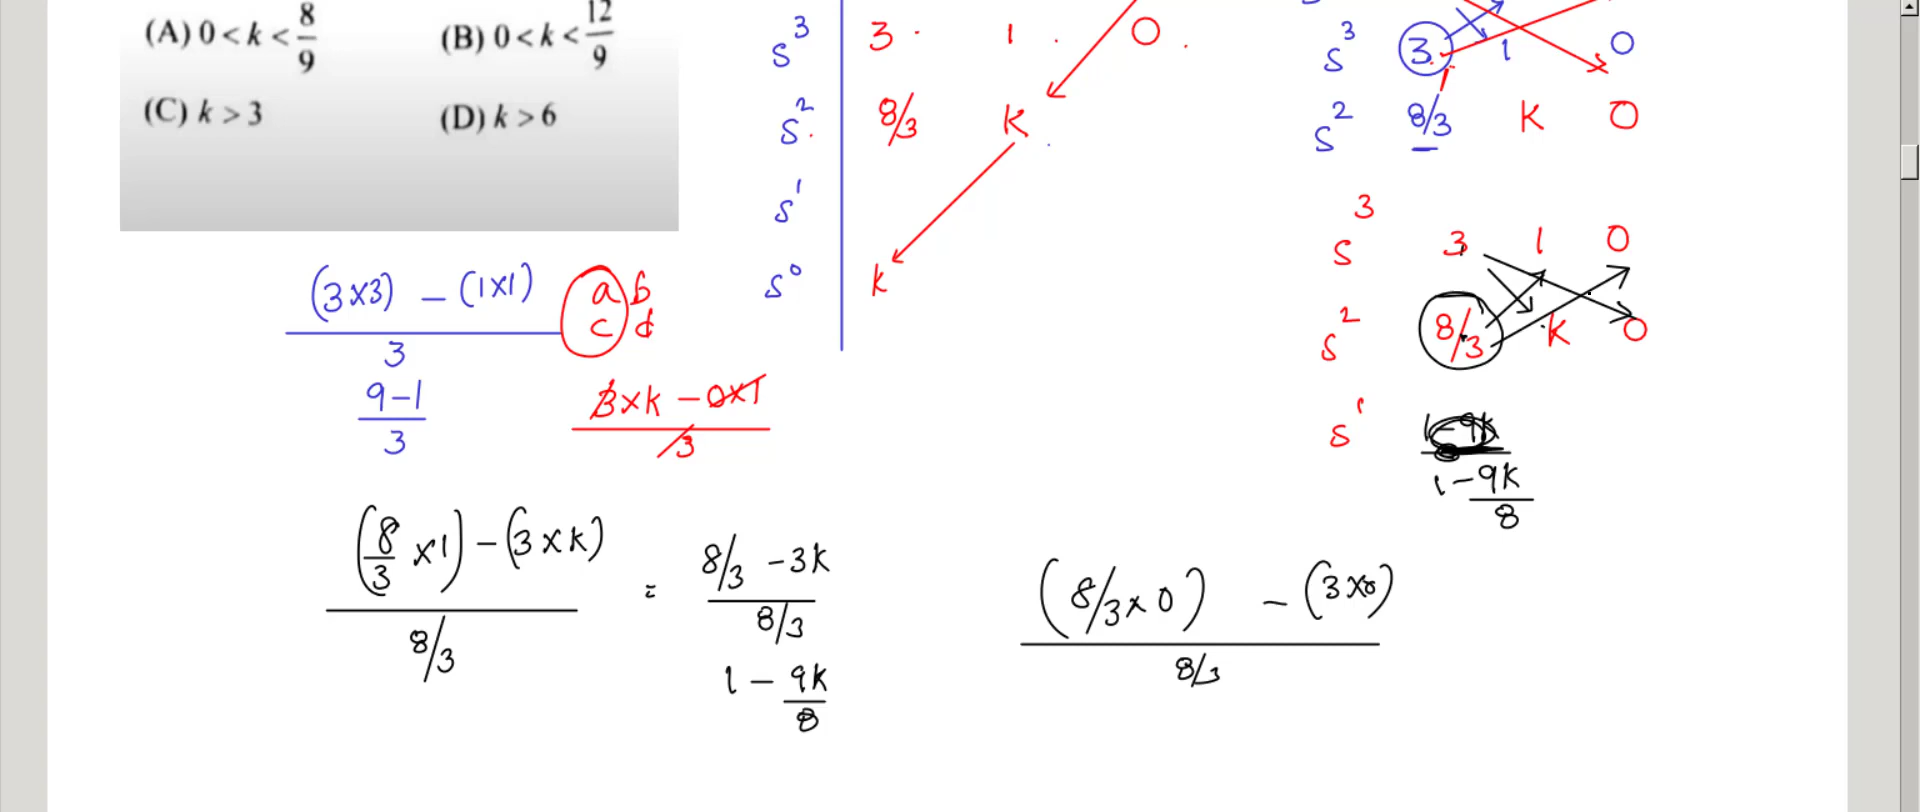 (A) 0 < k < 8/9 (B) 0 < k < 12/9
(C) k > 3 (D) k > 6
s³ 3 1 0
s² 8/3 k
s¹
s⁰ k
s³ 3 1 0
s² 8/3 k 0
3
s 3 1 0
s² 8/3 k 0
s¹
1 - 9k/8
(3×3) - (1×1)
3
a b
c d
9-1
3
3×k - 0×1
3
(8/3 ×1) - (3×k)
8/3
= 8/3 - 3k
8/3
1 - 9k/8
(8/3×0) - (3×0)
8/3